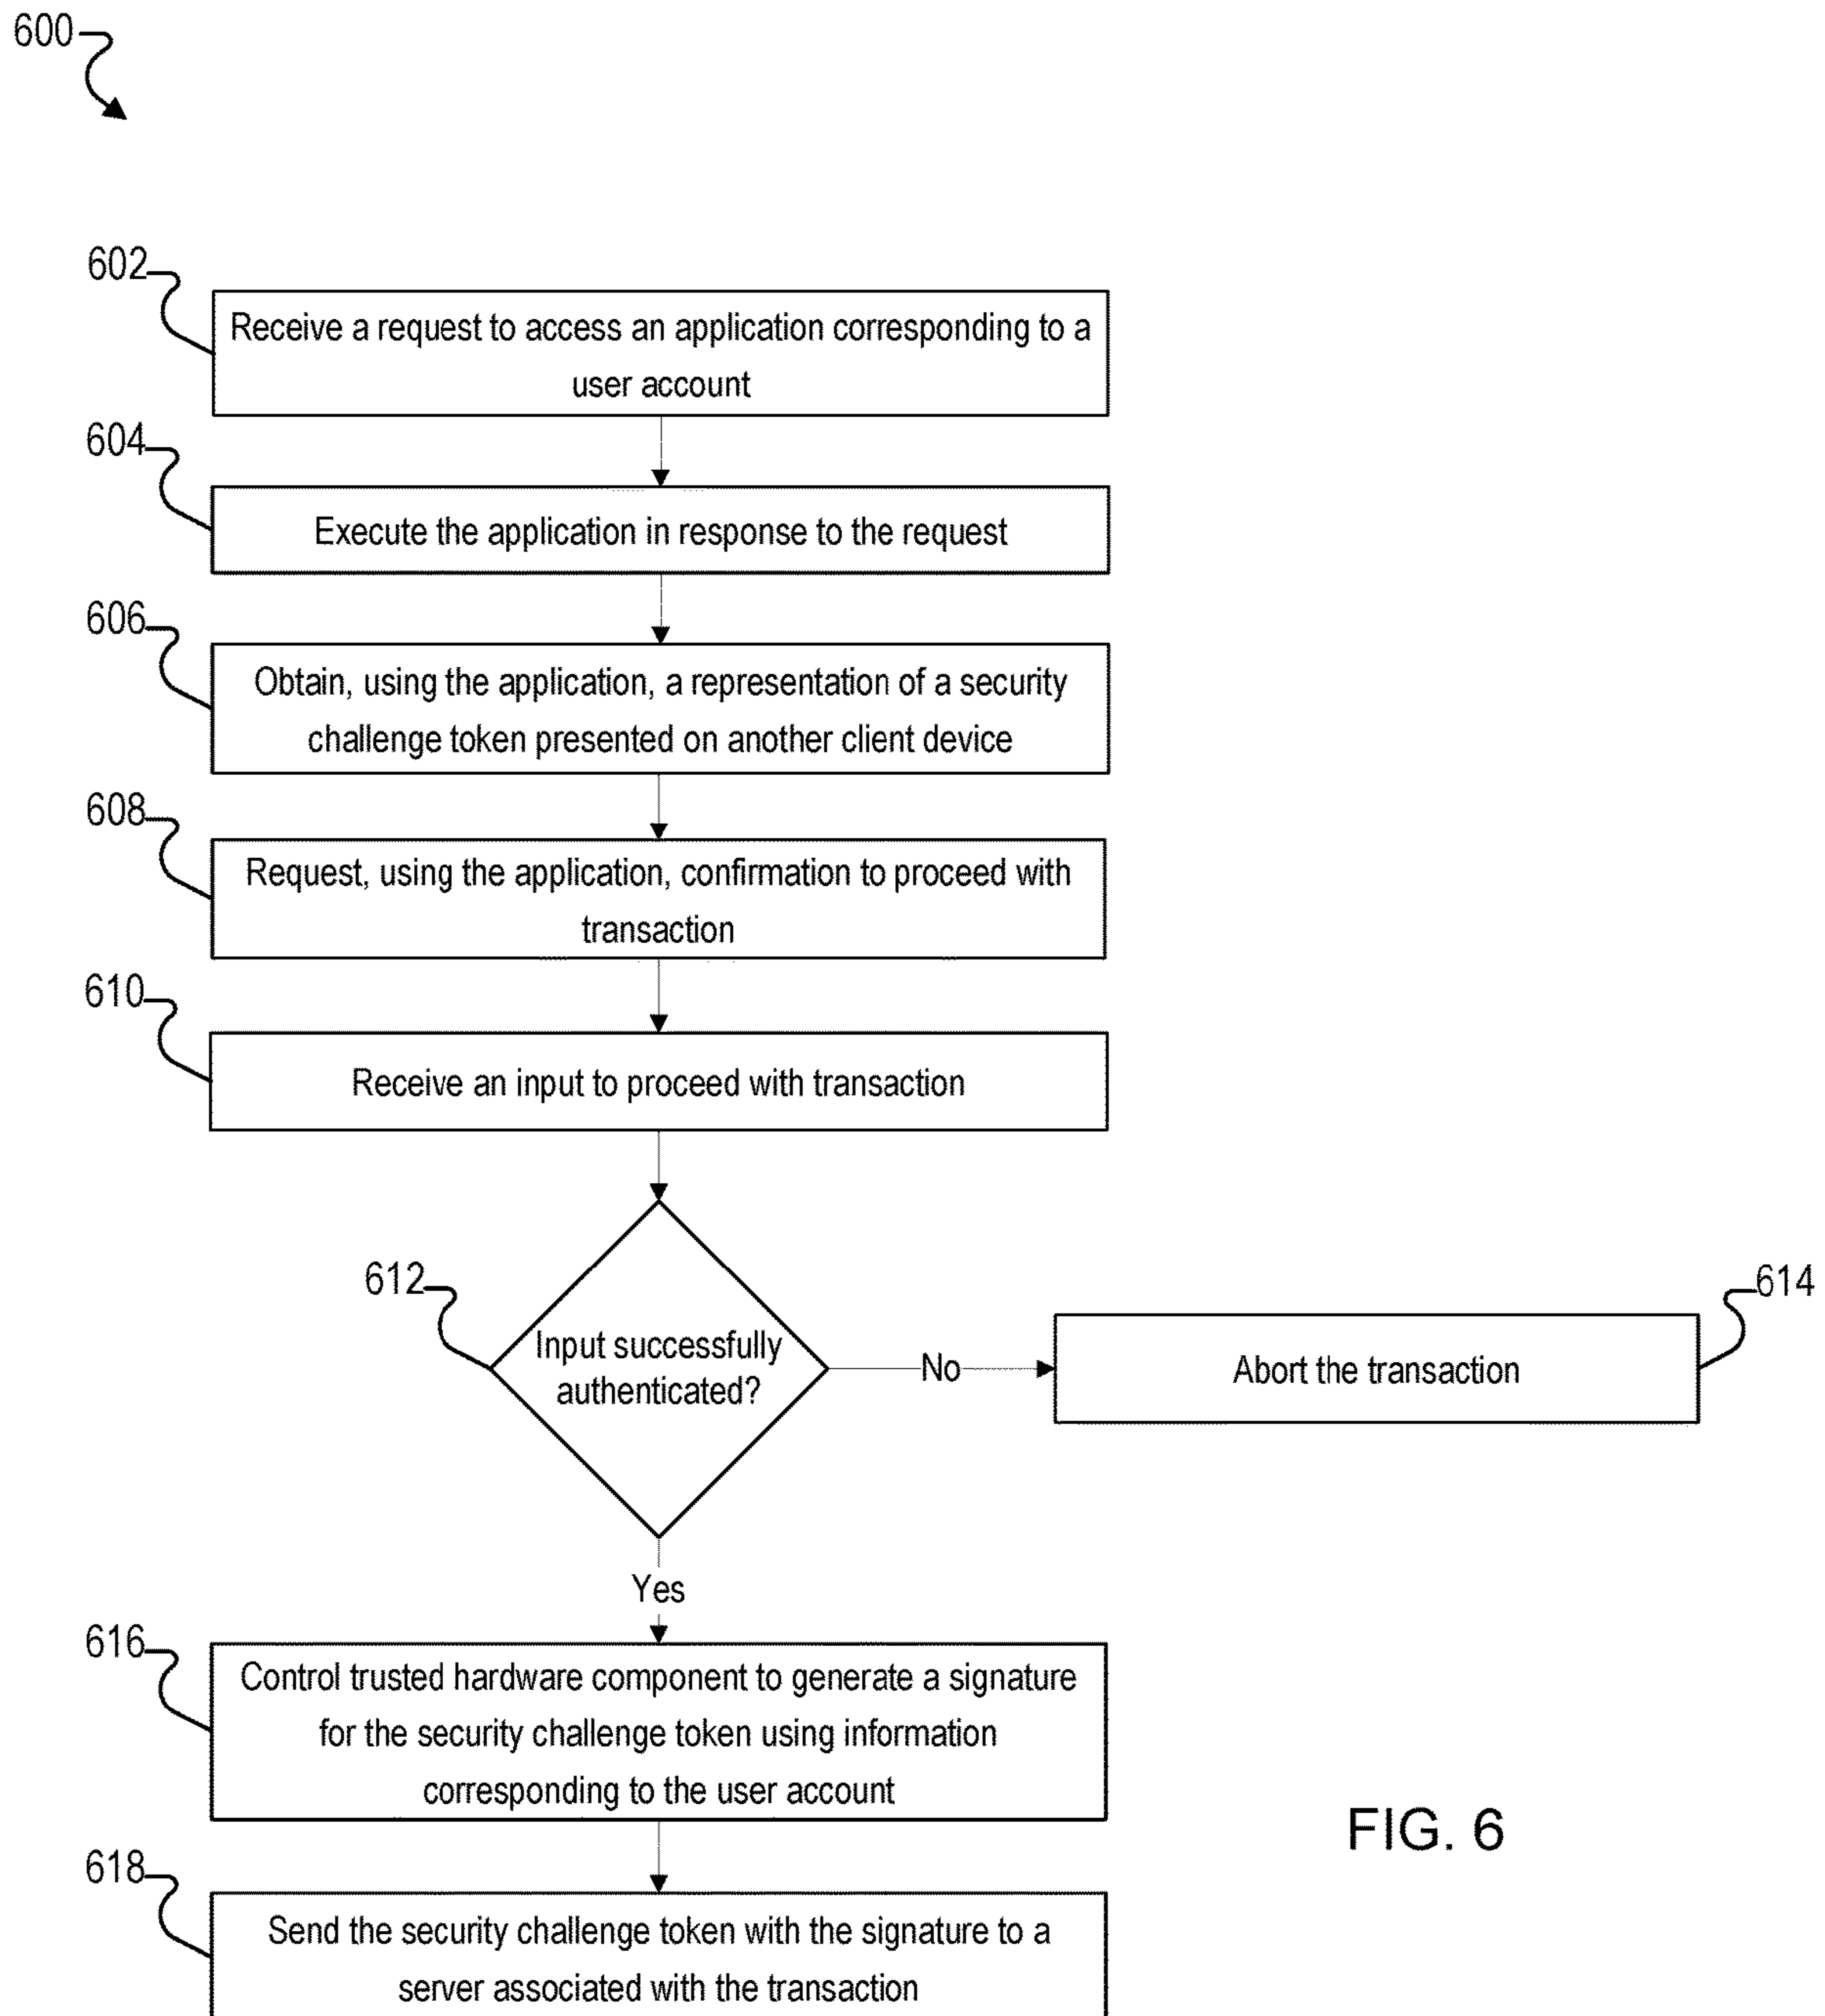 600
602
Receive a request to access an application corresponding to a
user account
604
Execute the application in response to the request
606
Obtain, using the application, a representation of a security
challenge token presented on another client device
608
Request, using the application, confirmation to proceed with
transaction
610
Receive an input to proceed with transaction
612
Input successfully
authenticated?
No
614
Abort the transaction
Yes
616
Control trusted hardware component to generate a signature
for the security challenge token using information
corresponding to the user account
618
Send the security challenge token with the signature to a
server associated with the transaction
FIG. 6